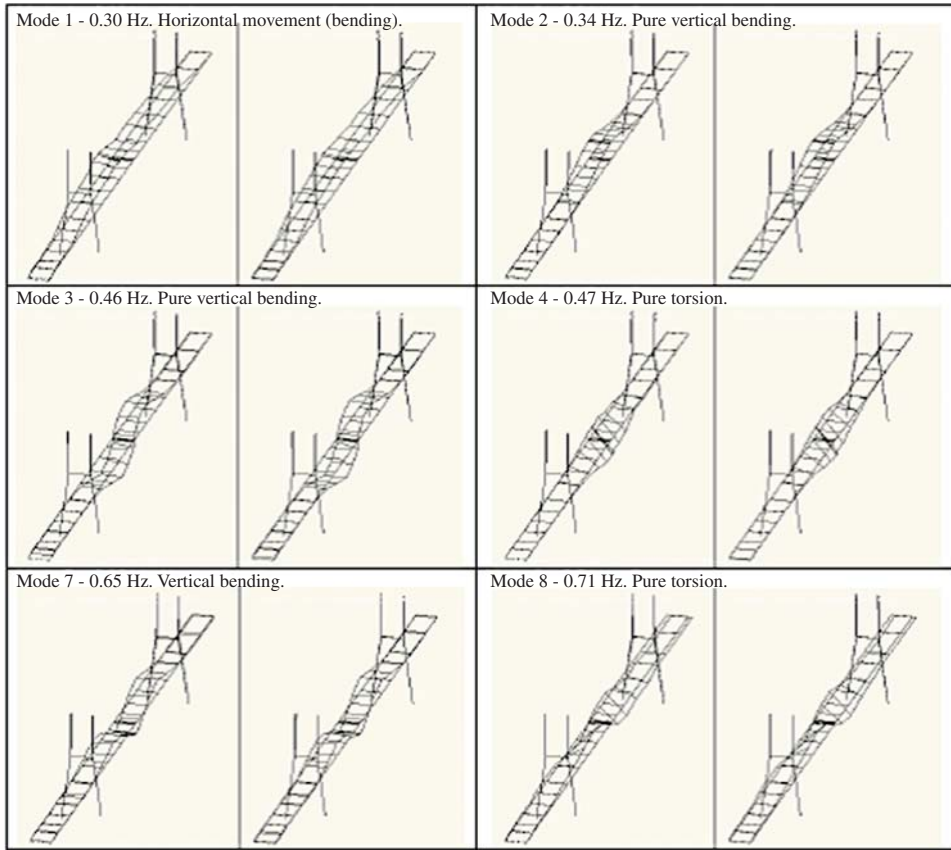 Mode 1 - 0.30 Hz. Horizontal movement (bending).
Mode 2 - 0.34 Hz. Pure vertical bending.
Mode 3 - 0.46 Hz. Pure vertical bending.
Mode 4 - 0.47 Hz. Pure torsion.
Mode 7 - 0.65 Hz. Vertical bending.
Mode 8 - 0.71 Hz. Pure torsion.